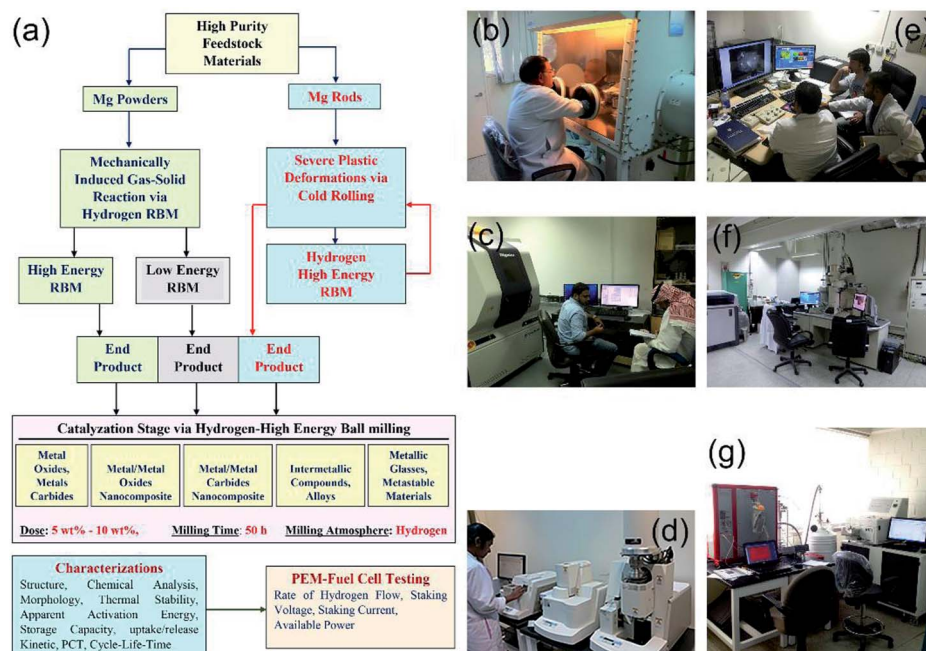 (a)
High Purity
Feedstock
Materials
Mg Powders
Mg Rods
Mechanically
Induced Gas-Solid
Reaction via
Hydrogen RBM
Severe Plastic
Deformations via
Cold Rolling
High Energy
RBM
Low Energy
RBM
Hydrogen
High Energy
RBM
End
Product
End
Product
End
Product
Catalyzation Stage via Hydrogen-High Energy Ball milling
Metal
Oxides,
Metals
Carbides
Metal/Metal
Oxides
Nanocomposite
Metal/Metal
Carbides
Nanocomposite
Intermetallic
Compounds,
Alloys
Metallic
Glasses,
Metastable
Materials
Dose: 5 wt% - 10 wt%, Milling Time: 50 h Milling Atmosphere: Hydrogen
Characterizations
Structure, Chemical Analysis,
Morphology, Thermal Stability,
Apparent Activation Energy,
Storage Capacity, uptake/release
Kinetic, PCT, Cycle-Life-Time
PEM-Fuel Cell Testing
Rate of Hydrogen Flow, Staking
Voltage, Staking Current,
Available Power
(b)
(e)
(c)
(f)
(d)
(g)